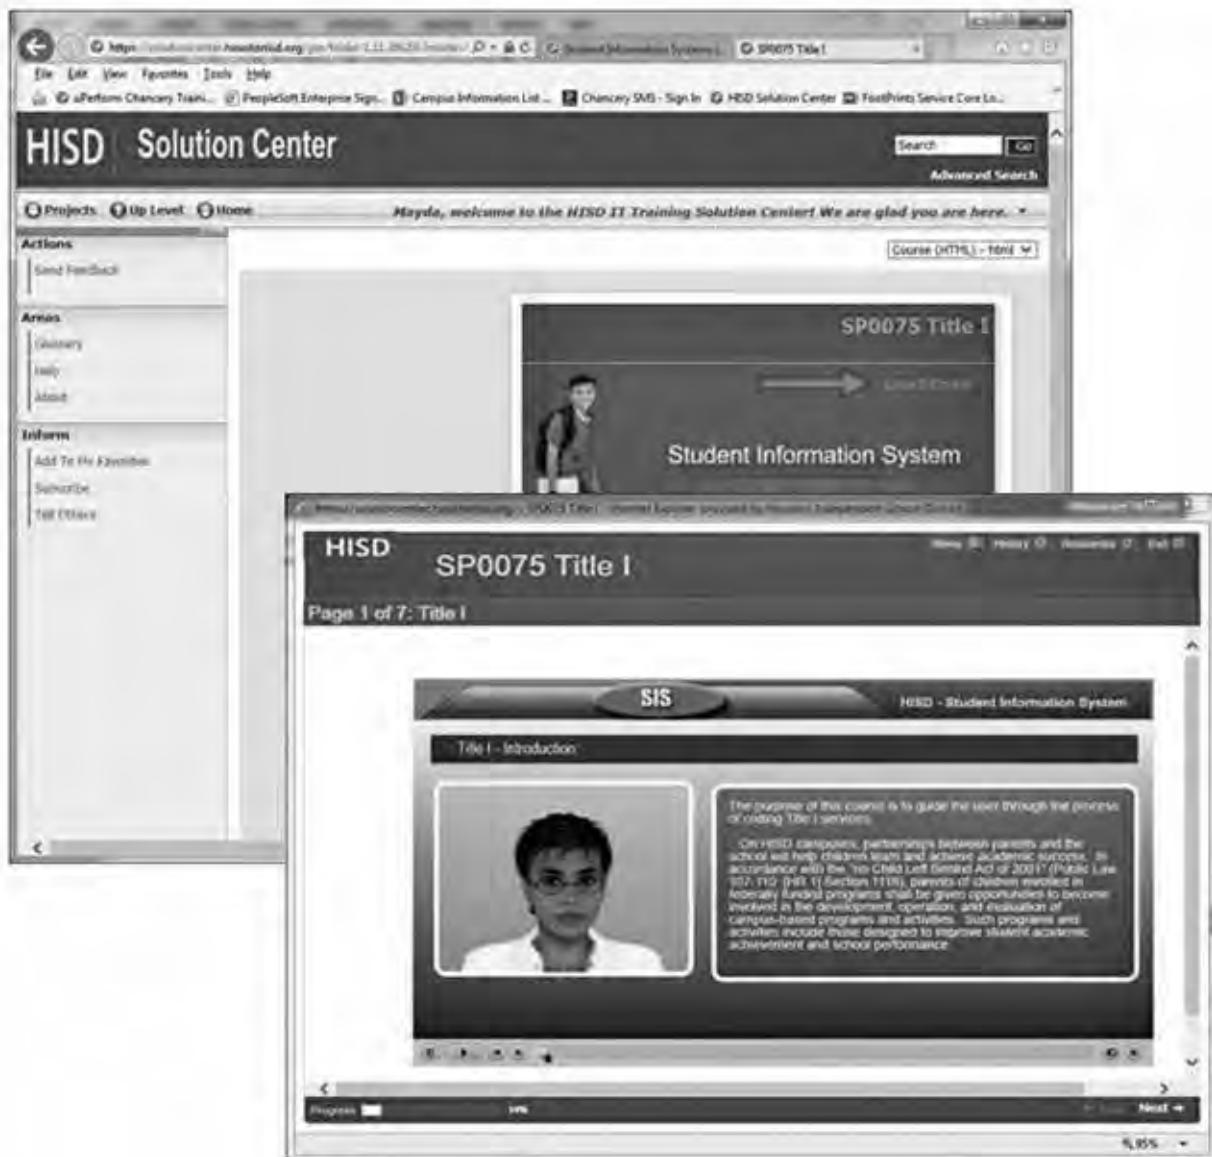 File Edit View Favorites Tools Help
uPerform Chancery Traini... PeopleSoft Enterprise Sign... Campus Information List ... Chancery SMS - Sign In HISD Solution Center FootPrints Service Core Lo...
SP0075 Title I
HISD Solution Center
Search Go
Advanced Search
Projects Up Level Home
Mayda, welcome to the HISD IT Training Solution Center! We are glad you are here.
Actions
Send Feedback
Course (HTML) - html
Areas
Glossary
Help
About
Inform
Add To My Favorites
Subscribe
Tell Others
SP0075 Title I
Student Information System
HISD
SP0075 Title I
Page 1 of 7: Title I
SIS
HISD - Student Information System
Title I - Introduction
The purpose of this course is to guide the user through the process
of coding Title I services.
On HISD campuses, partnerships between parents and the
school will help children learn and achieve academic success. In
accordance with the "no Child Left Behind Act of 2001" (Public Law
107-110 (HR 1) Section 1118), parents of children enrolled in
federally funded programs shall be given opportunities to become
involved in the development, operation, and evaluation of
campus-based programs and activities. Such programs and
activities include those designed to improve student academic
achievement and school performance
Progress 14%
Next
95%